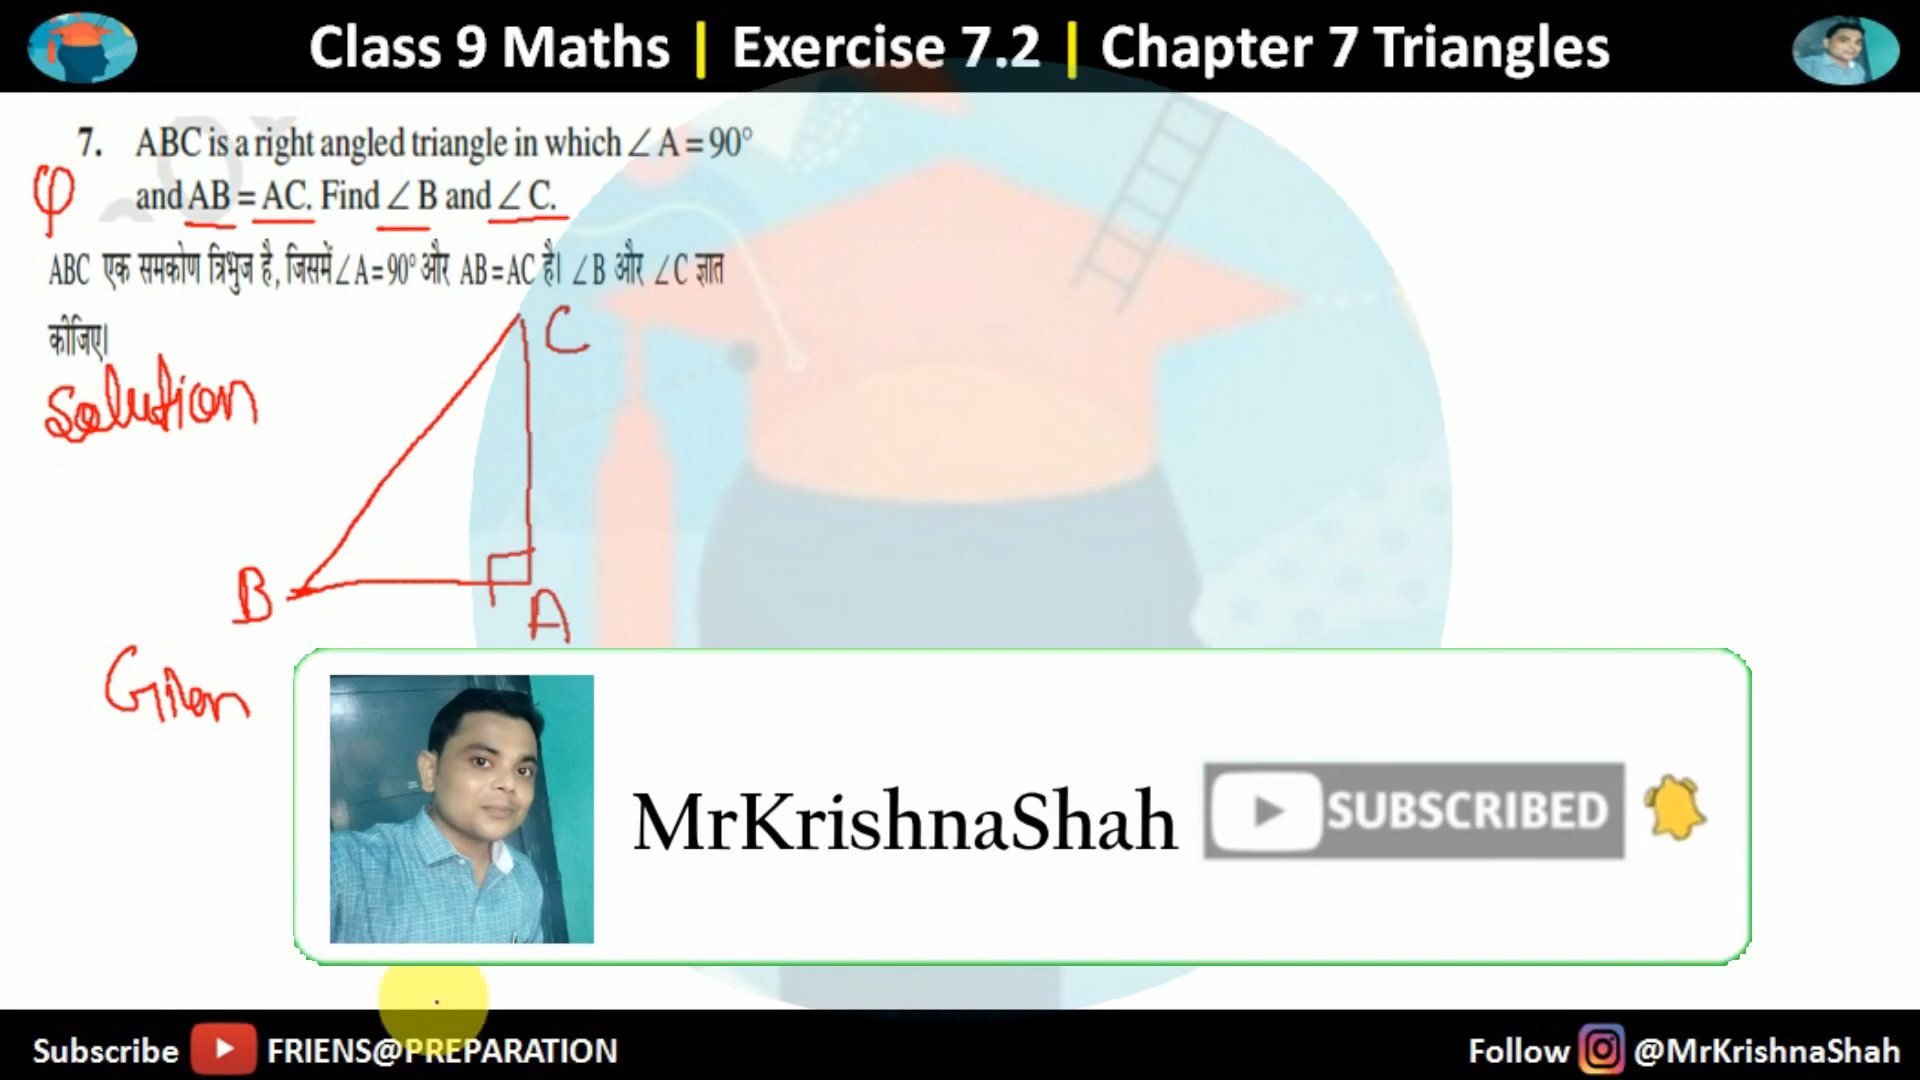 Class 9 Maths | Exercise 7.2 | Chapter 7 Triangles
7. ABC is a right angled triangle in which ∠ A = 90°
and AB = AC. Find ∠ B and ∠ C.
φ
ABC एक समकोण त्रिभुज है, जिसमें ∠A = 90° और AB = AC है। ∠B और ∠C ज्ञात
कीजिए।
C
Solution
B
A
Given
MrKrishnaShah
SUBSCRIBED
Subscribe FRIENS@PREPARATION
Follow @MrKrishnaShah